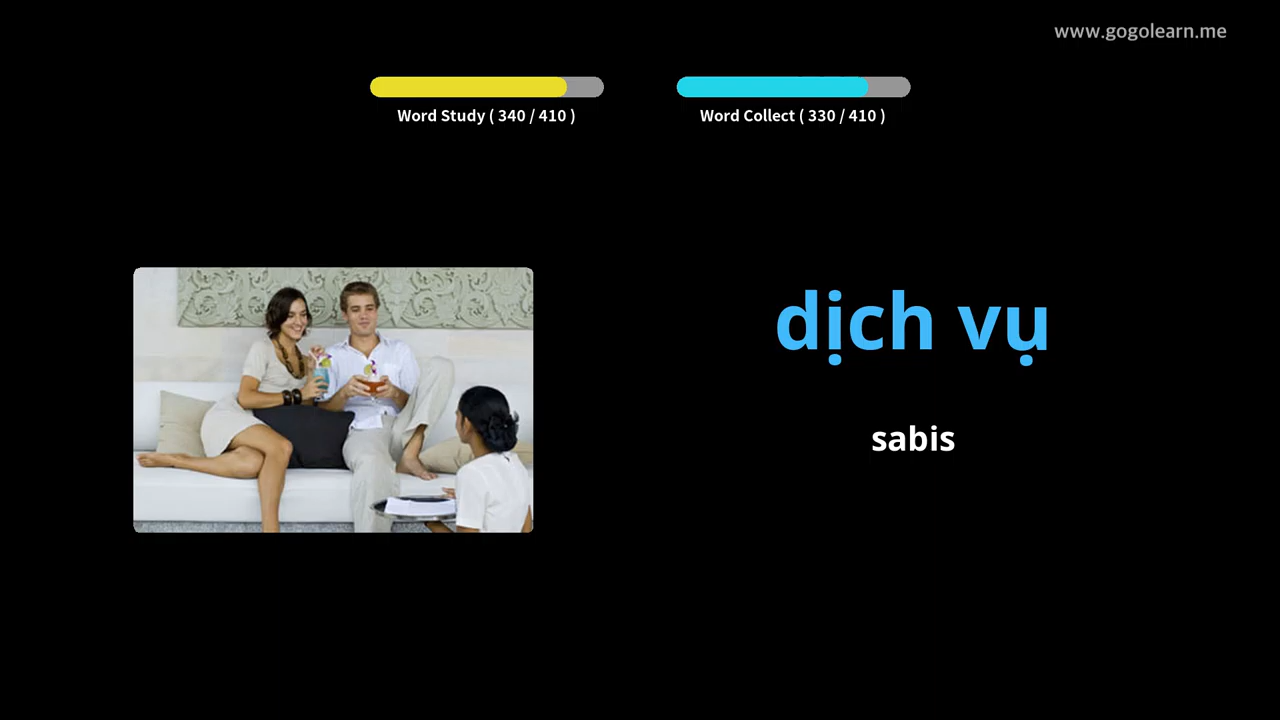 www.gogolearn.me
Word Study ( 340 / 410 )
Word Collect ( 330 / 410 )
dịch vụ
sabis